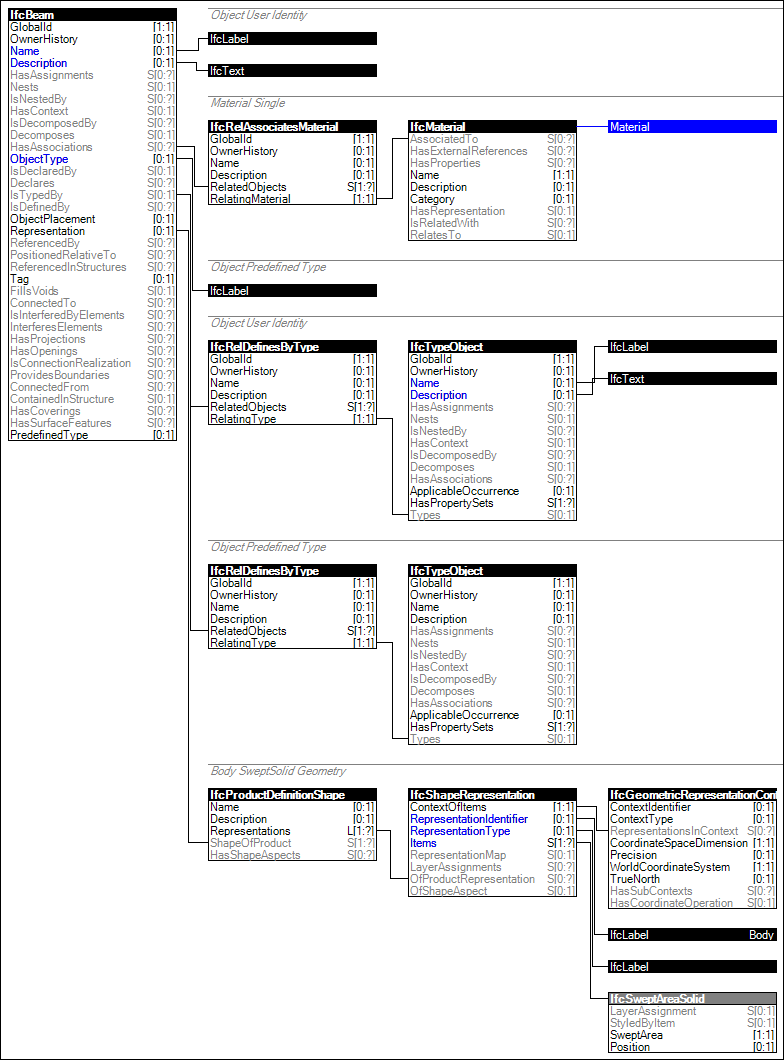 IfcBeam
GlobalId [1:1]
OwnerHistory [0:1]
Name [0:1]
Description [0:1]
HasAssignments S[0:?]
Nests S[0:1]
IsNestedBy S[0:?]
HasContext S[0:1]
IsDecomposedBy S[0:?]
Decomposes S[0:1]
HasAssociations S[0:?]
ObjectType [0:1]
IsDeclaredBy S[0:1]
Declares S[0:?]
IsTypedBy S[0:1]
IsDefinedBy S[0:?]
ObjectPlacement [0:1]
Representation [0:1]
ReferencedBy S[0:?]
PositionedRelativeTo S[0:?]
ReferencedInStructures S[0:?]
Tag [0:1]
FillsVoids S[0:1]
ConnectedTo S[0:?]
IsInterferedByElements S[0:?]
InterferesElements S[0:?]
HasProjections S[0:?]
HasOpenings S[0:?]
IsConnectionRealization S[0:?]
ProvidesBoundaries S[0:?]
ConnectedFrom S[0:?]
ContainedInStructure S[0:1]
HasCoverings S[0:?]
HasSurfaceFeatures S[0:?]
PredefinedType [0:1]
Object User Identity
IfcLabel
IfcText
Material Single
IfcRelAssociatesMaterial
GlobalId [1:1]
OwnerHistory [0:1]
Name [0:1]
Description [0:1]
RelatedObjects S[1:?]
RelatingMaterial [1:1]
IfcMaterial
AssociatedTo S[0:?]
HasExternalReferences S[0:?]
HasProperties S[0:?]
Name [1:1]
Description [0:1]
Category [0:1]
HasRepresentation S[0:1]
IsRelatedWith S[0:?]
RelatesTo S[0:1]
Material
Object Predefined Type
IfcLabel
Object User Identity
IfcRelDefinesByType
GlobalId [1:1]
OwnerHistory [0:1]
Name [0:1]
Description [0:1]
RelatedObjects S[1:?]
RelatingType [1:1]
IfcTypeObject
GlobalId [1:1]
OwnerHistory [0:1]
Name [0:1]
Description [0:1]
HasAssignments S[0:?]
Nests S[0:1]
IsNestedBy S[0:?]
HasContext S[0:1]
IsDecomposedBy S[0:?]
Decomposes S[0:1]
HasAssociations S[0:?]
ApplicableOccurrence [0:1]
HasPropertySets S[1:?]
Types S[0:1]
IfcLabel
IfcText
Object Predefined Type
IfcRelDefinesByType
GlobalId [1:1]
OwnerHistory [0:1]
Name [0:1]
Description [0:1]
RelatedObjects S[1:?]
RelatingType [1:1]
IfcTypeObject
GlobalId [1:1]
OwnerHistory [0:1]
Name [0:1]
Description [0:1]
HasAssignments S[0:?]
Nests S[0:1]
IsNestedBy S[0:?]
HasContext S[0:1]
IsDecomposedBy S[0:?]
Decomposes S[0:1]
HasAssociations S[0:?]
ApplicableOccurrence [0:1]
HasPropertySets S[1:?]
Types S[0:1]
Body SweptSolid Geometry
IfcProductDefinitionShape
Name [0:1]
Description [0:1]
Representations L[1:?]
ShapeOfProduct S[1:?]
HasShapeAspects S[0:?]
IfcShapeRepresentation
ContextOfItems [1:1]
RepresentationIdentifier [0:1]
RepresentationType [0:1]
Items S[1:?]
RepresentationMap S[0:1]
LayerAssignments S[0:?]
OfProductRepresentation S[0:?]
OfShapeAspect S[0:1]
IfcGeometricRepresentationCon
ContextIdentifier [0:1]
ContextType [0:1]
RepresentationsInContext S[0:?]
CoordinateSpaceDimension [1:1]
Precision [0:1]
WorldCoordinateSystem [1:1]
TrueNorth [0:1]
HasSubContexts S[0:?]
HasCoordinateOperation S[0:1]
IfcLabel Body
IfcLabel
IfcSweptAreaSolid
LayerAssignment S[0:1]
StyledByItem S[0:1]
SweptArea [1:1]
Position [0:1]